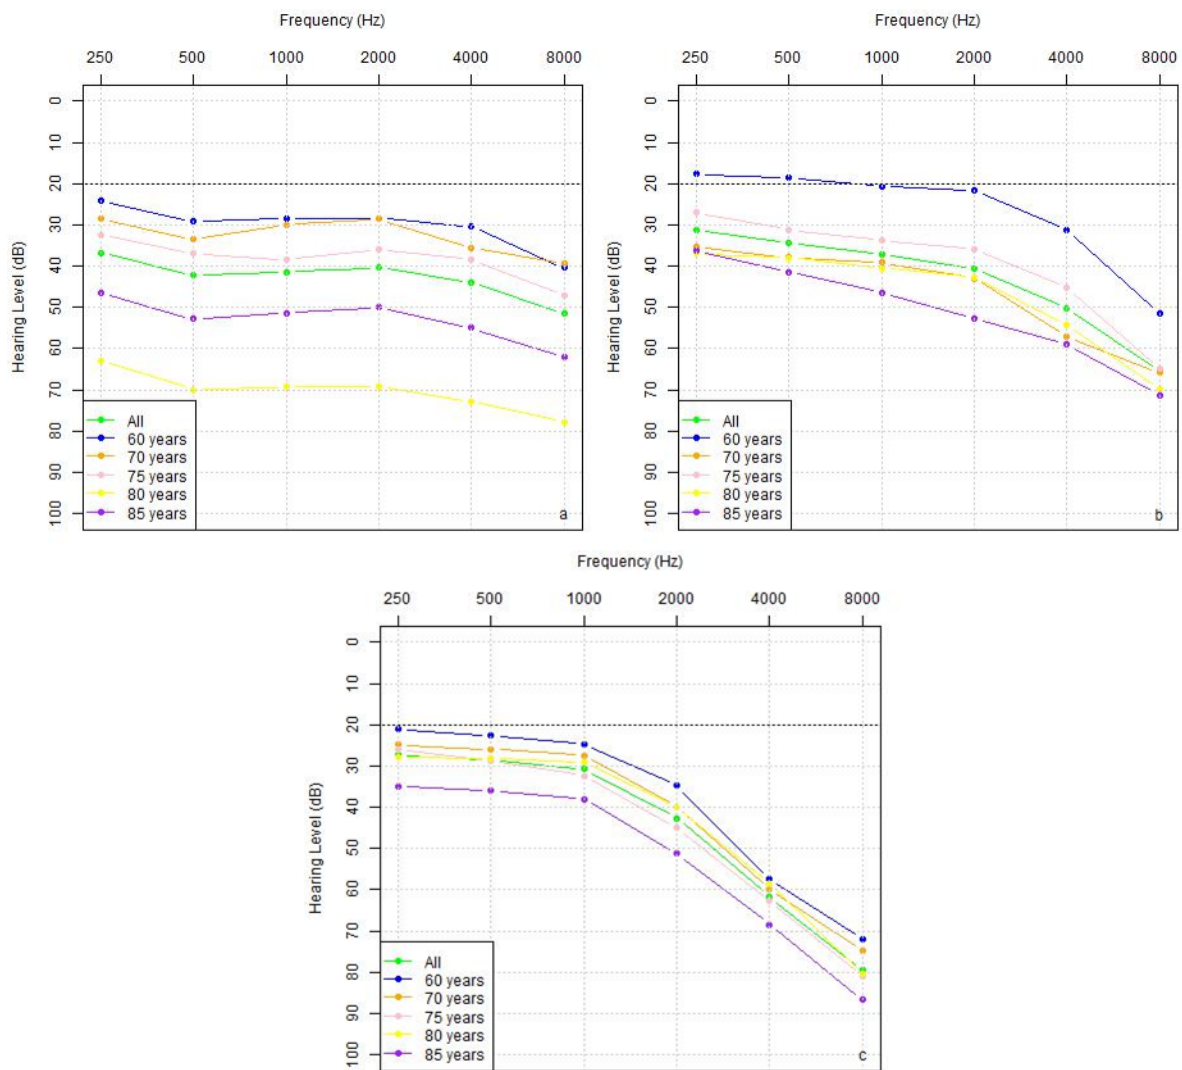 Frequency (Hz)
250 500 1000 2000 4000 8000
Hearing Level (dB)
0
10
20
30
40
50
60
70
80
90
100
All
60 years
70 years
75 years
80 years
85 years
a
Frequency (Hz)
250 500 1000 2000 4000 8000
Hearing Level (dB)
0
10
20
30
40
50
60
70
80
90
100
All
60 years
70 years
75 years
80 years
85 years
b
Frequency (Hz)
250 500 1000 2000 4000 8000
Hearing Level (dB)
0
10
20
30
40
50
60
70
80
90
100
All
60 years
70 years
75 years
80 years
85 years
c